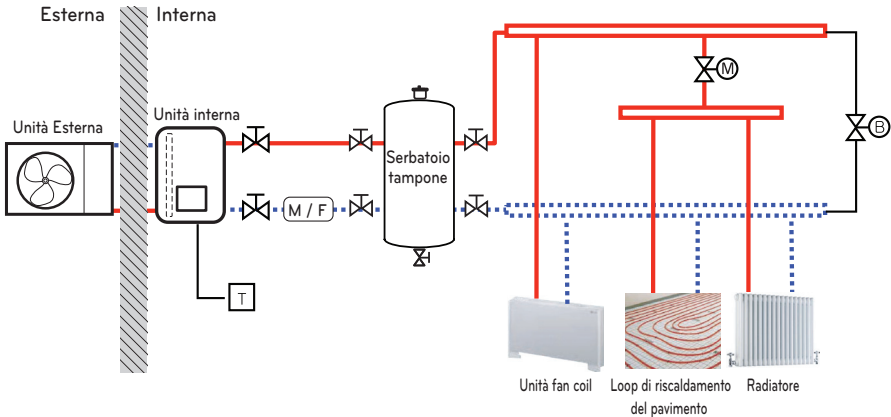 Esterna
Interna
Unità Esterna
Unità interna
M / F
T
Serbatoio
tampone
M
B
Unità fan coil
Loop di riscaldamento
del pavimento
Radiatore